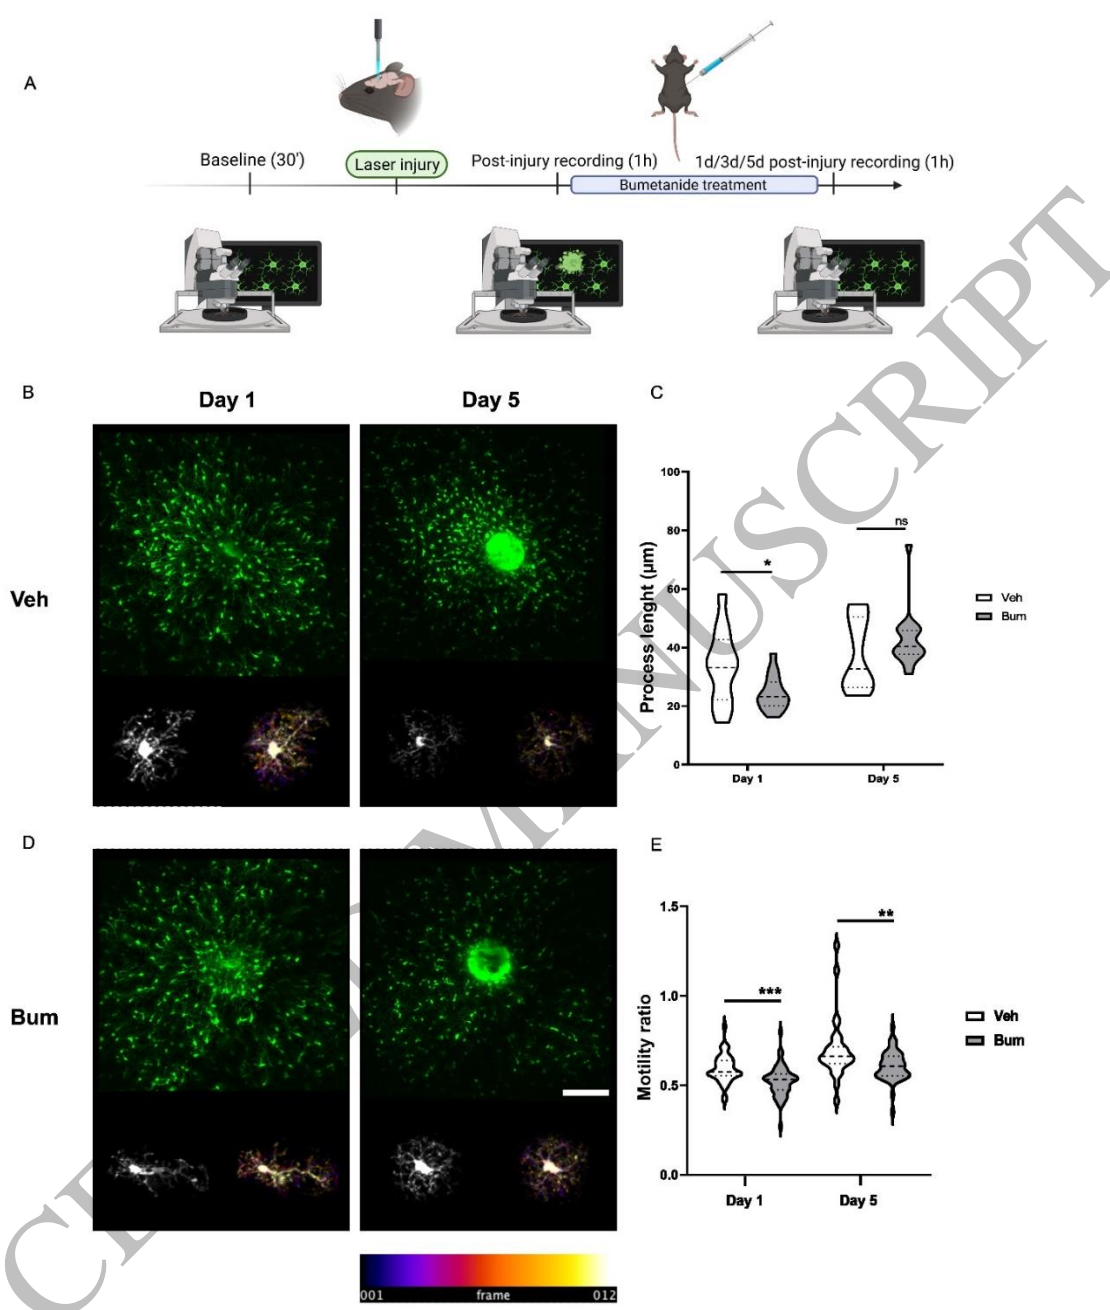 A
Baseline (30')
Laser injury
Post-injury recording (1h)
1d/3d/5d post-injury recording (1h)
Bumetanide treatment
B
Day 1
Day 5
Veh
C
100
80
60
40
20
0
Process lenght (μm)
*
ns
Veh
Bum
Day 1
Day 5
D
Bum
001
frame
012
E
1.5
1.0
0.5
0.0
Motility ratio
***
**
Veh
Bum
Day 1
Day 5
MANUSCRIPT